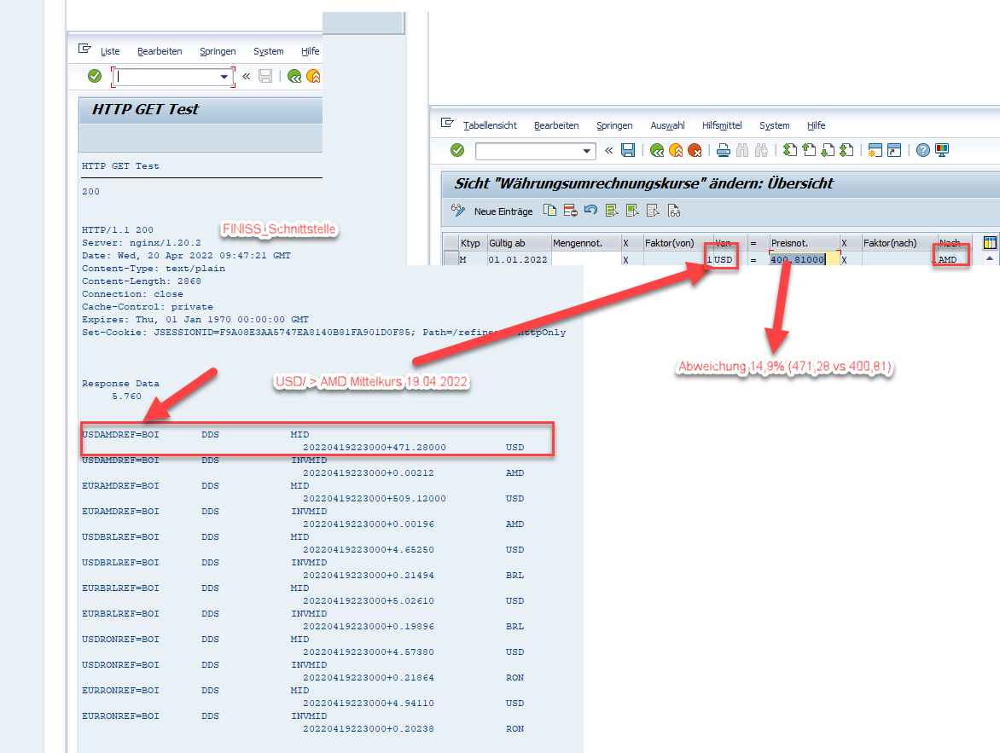 Liste Bearbeiten Springen System Hilfe
«
HTTP GET Test
HTTP GET Test
200
HTTP/1.1 200
FINISS_Schnittstelle
Server: nginx/1.20.2
Date: Wed, 20 Apr 2022 09:47:21 GMT
Content-Type: text/plain
Content-Length: 2868
Connection: close
Cache-Control: private
Expires: Thu, 01 Jan 1970 00:00:00 GMT
Set-Cookie: JSESSIONID=F9A08E3AA5747EA8140B81FA901D0F85; Path=/refine HttpOnly
USD/ > AMD Mittelkurs 19.04.2022
Response Data
5.760
USDAMDREF=BOI DDS MID
20220419223000+471.28000 USD
USDAMDREF=BOI DDS INVMID
20220419223000+0.00212 AMD
EURAMDREF=BOI DDS MID
20220419223000+509.12000 USD
EURAMDREF=BOI DDS INVMID
20220419223000+0.00196 AMD
USDBRLREF=BOI DDS MID
20220419223000+4.65250 USD
USDBRLREF=BOI DDS INVMID
20220419223000+0.21494 BRL
EURBRLREF=BOI DDS MID
20220419223000+5.02610 USD
EURBRLREF=BOI DDS INVMID
20220419223000+0.19896 BRL
USDRONREF=BOI DDS MID
20220419223000+4.57380 USD
USDRONREF=BOI DDS INVMID
20220419223000+0.21864 RON
EURRONREF=BOI DDS MID
20220419223000+4.94110 USD
EURRONREF=BOI DDS INVMID
20220419223000+0.20238 RON
Tabellensicht Bearbeiten Springen Auswahl Hilfsmittel System Hilfe
«
Sicht "Währungsumrechnungskurse" ändern: Übersicht
Neue Einträge
Ktyp Gültig ab Mengennot. X Faktor(von) Von = Preisnot. X Faktor(nach) Nach
M 01.01.2022 X 1 USD = 400,81000 X AMD
Abweichung 14,9% (471,28 vs 400,81)